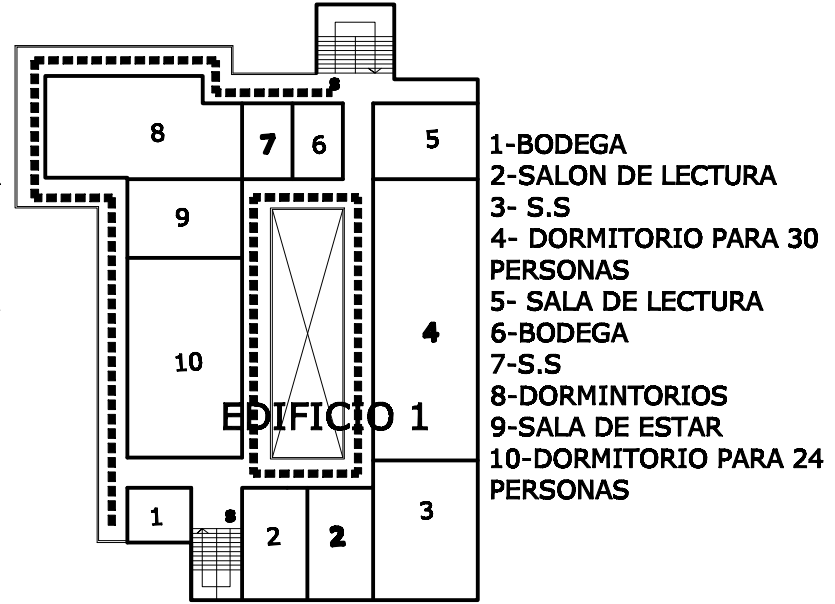 S
8
7
6
5
9
4
10
EDIFICIO 1
1
S
2
2
3
1-BODEGA
2-SALON DE LECTURA
3- S.S
4- DORMITORIO PARA 30
PERSONAS
5- SALA DE LECTURA
6-BODEGA
7-S.S
8-DORMINTORIOS
9-SALA DE ESTAR
10-DORMITORIO PARA 24
PERSONAS